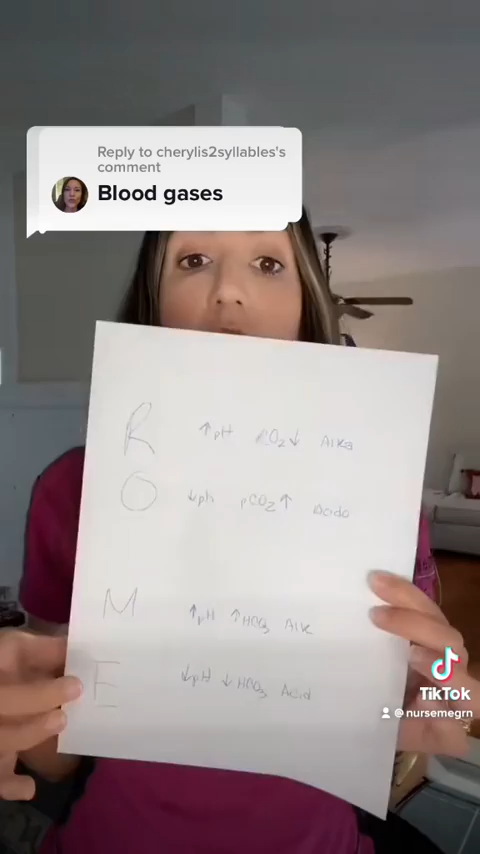 Reply to cherylis2syllables's
comment
Blood gases
R ↑pH PCO2↓ Alka
O ↓ph pCO2↑ Acido
M ↑pH ↑HCO3 Alk
E ↓pH ↓HCO3 Acid
TikTok
@nursemegrn